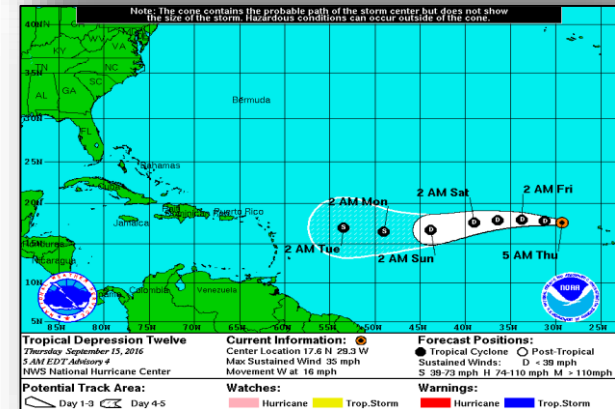 Note: The cone contains the probable path of the storm center but does not show
the size of the storm. Hazardous conditions can occur outside of the cone.
40N
35N
30N
25N
20N
15N
10N
5N
KY
VA
TN
NC
SC
AL
GA
FL
Bermuda
Bahamas
Cuba
Jamaica
Puerto Rico
Nicaragua
Colombia
Venezuela
2 AM Mon
2 AM Sat
2 AM Fri
S
S
D
D
D
D
D
2 AM Tue
2 AM Sun
5 AM Thu
NOAA
85W 80W 75W 70W 65W 60W 55W 50W 45W 40W 35W 30W 25W
Tropical Depression Twelve
Thursday September 15, 2016
5 AM EDT Advisory 4
NWS National Hurricane Center
Current Information:
Center Location 17.6 N 29.3 W
Max Sustained Wind 35 mph
Movement W at 16 mph
Forecast Positions:
Tropical Cyclone Post-Tropical
Sustained Winds: D < 39 mph
S 39-73 mph H 74-110 mph M > 110mph
Potential Track Area:
Day 1-3 Day 4-5
Watches:
Hurricane Trop.Storm
Warnings:
Hurricane Trop.Storm